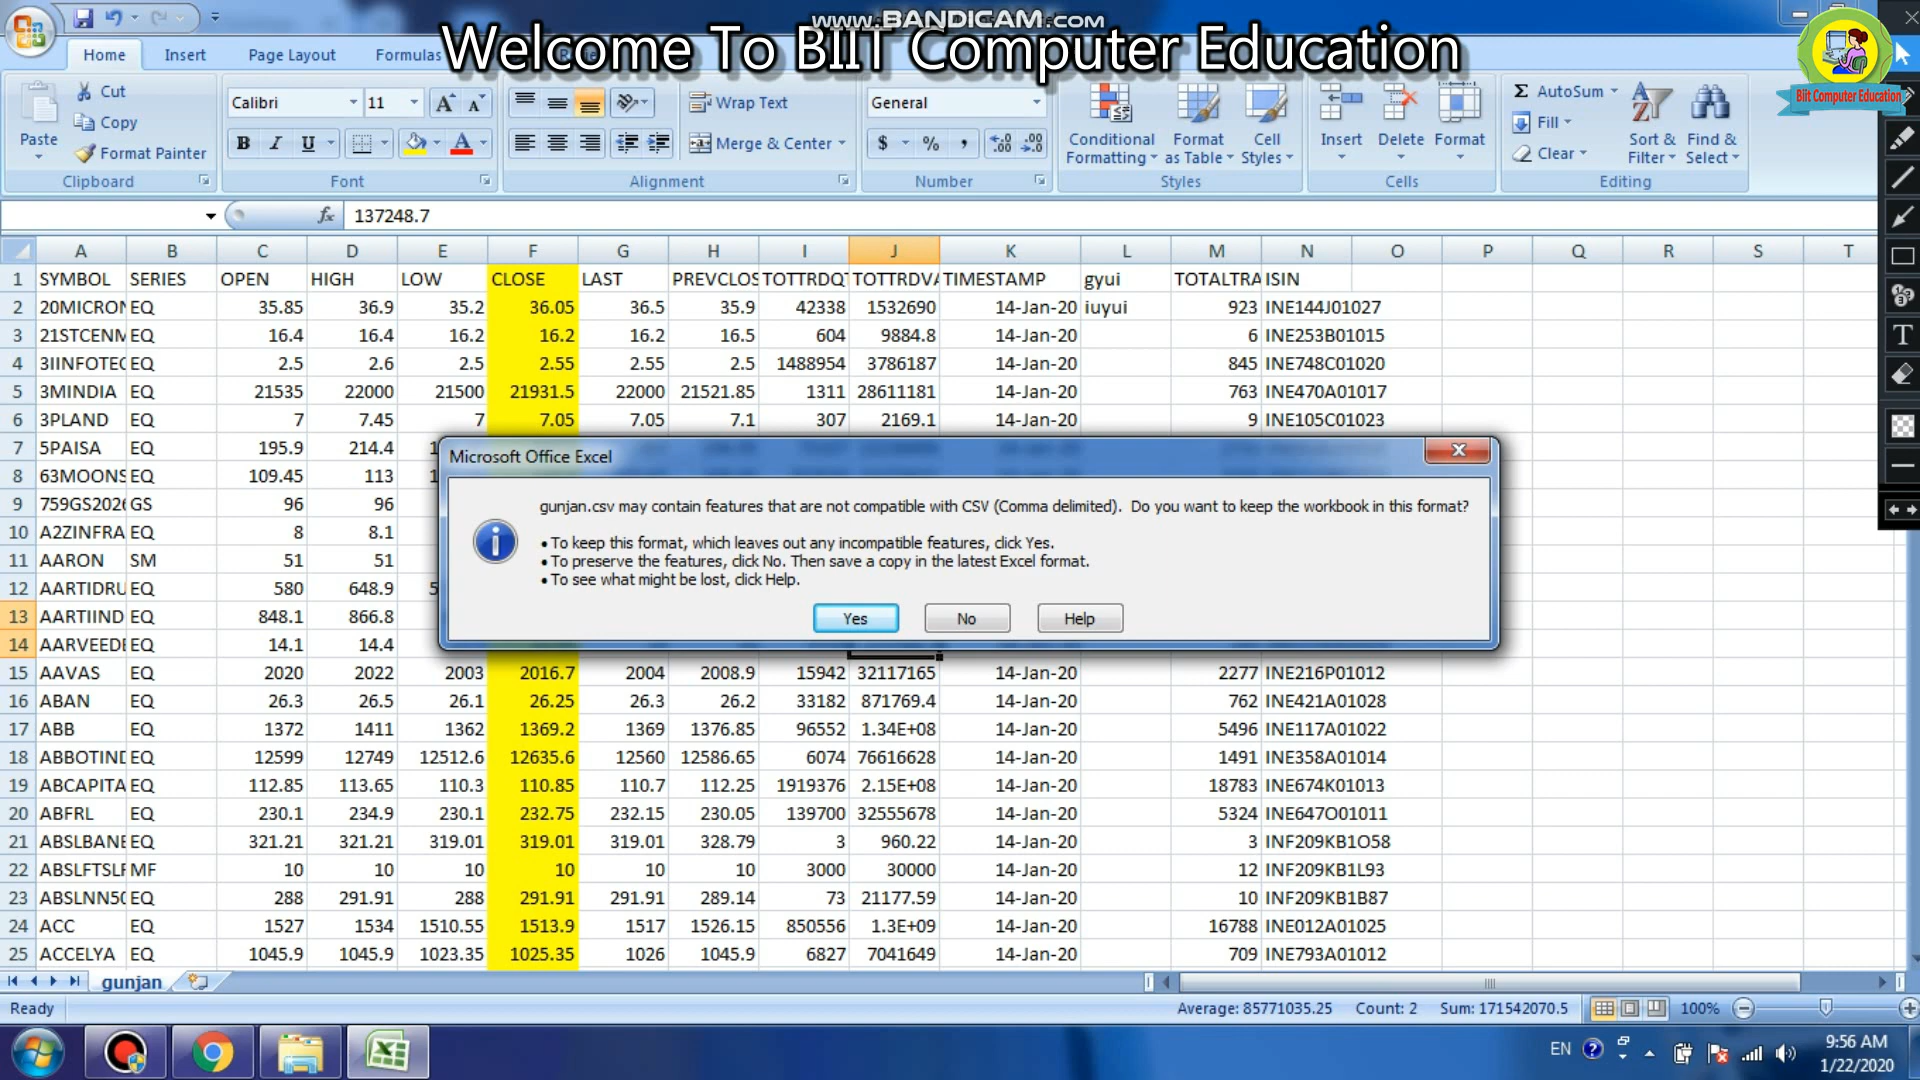 www.BANDICAM.COM
Welcome To BIIT Computer Education
Biit Computer Education
Home Insert Page Layout Formulas
Cut
Copy
Format Painter
Paste
Clipboard
Calibri 11
B I U
Font
Wrap Text
Merge & Center
Alignment
General
$ % ,
Number
Conditional Formatting
Format as Table
Cell Styles
Styles
Insert Delete Format
Cells
Σ AutoSum
Fill
Clear
Sort & Filter
Find & Select
Editing
fx 137248.7
A B C D E F G H I J K L M N O P Q R S T
1 SYMBOL SERIES OPEN HIGH LOW CLOSE LAST PREVCLOS TOTTRDQT TOTTRDVA TIMESTAMP gyui TOTALTRA ISIN
2 20MICRON EQ 35.85 36.9 35.2 36.05 36.5 35.9 42338 1532690 14-Jan-20 iuyui 923 INE144J01027
3 21STCENM EQ 16.4 16.4 16.2 16.2 16.2 16.5 604 9884.8 14-Jan-20 6 INE253B01015
4 3IINFOTEC EQ 2.5 2.6 2.5 2.55 2.55 2.5 1488954 3786187 14-Jan-20 845 INE748C01020
5 3MINDIA EQ 21535 22000 21500 21931.5 22000 21521.85 1311 28611181 14-Jan-20 763 INE470A01017
6 3PLAND EQ 7 7.45 7 7.05 7.05 7.1 307 2169.1 14-Jan-20 9 INE105C01023
7 5PAISA EQ 195.9 214.4
8 63MOONS EQ 109.45 113
9 759GS2026 GS 96 96
10 A2ZINFRA EQ 8 8.1
11 AARON SM 51 51
12 AARTIDRU EQ 580 648.9
13 AARTIIND EQ 848.1 866.8
14 AARVEEDE EQ 14.1 14.4
Microsoft Office Excel
gunjan.csv may contain features that are not compatible with CSV (Comma delimited). Do you want to keep the workbook in this format?
• To keep this format, which leaves out any incompatible features, click Yes.
• To preserve the features, click No. Then save a copy in the latest Excel format.
• To see what might be lost, click Help.
Yes No Help
15 AAVAS EQ 2020 2022 2003 2016.7 2004 2008.9 15942 32117165 14-Jan-20 2277 INE216P01012
16 ABAN EQ 26.3 26.5 26.1 26.25 26.3 26.2 33182 871769.4 14-Jan-20 762 INE421A01028
17 ABB EQ 1372 1411 1362 1369.2 1369 1376.85 96552 1.34E+08 14-Jan-20 5496 INE117A01022
18 ABBOTIND EQ 12599 12749 12512.6 12635.6 12560 12586.65 6074 76616628 14-Jan-20 1491 INE358A01014
19 ABCAPITA EQ 112.85 113.65 110.3 110.85 110.7 112.25 1919376 2.15E+08 14-Jan-20 18783 INE674K01013
20 ABFRL EQ 230.1 234.9 230.1 232.75 232.15 230.05 139700 32555678 14-Jan-20 5324 INE647O01011
21 ABSLBANE EQ 321.21 321.21 319.01 319.01 319.01 328.79 3 960.22 14-Jan-20 3 INF209KB1O58
22 ABSLFTSLF MF 10 10 10 10 10 10 3000 30000 14-Jan-20 12 INF209KB1L93
23 ABSLNN50 EQ 288 291.91 288 291.91 291.91 289.14 73 21177.59 14-Jan-20 10 INF209KB1B87
24 ACC EQ 1527 1534 1510.55 1513.9 1517 1526.15 850556 1.3E+09 14-Jan-20 16788 INE012A01025
25 ACCELYA EQ 1045.9 1045.9 1023.35 1025.35 1026 1045.9 6827 7041649 14-Jan-20 709 INE793A01012
gunjan
Ready Average: 85771035.25 Count: 2 Sum: 171542070.5 100%
EN 9:56 AM
1/22/2020